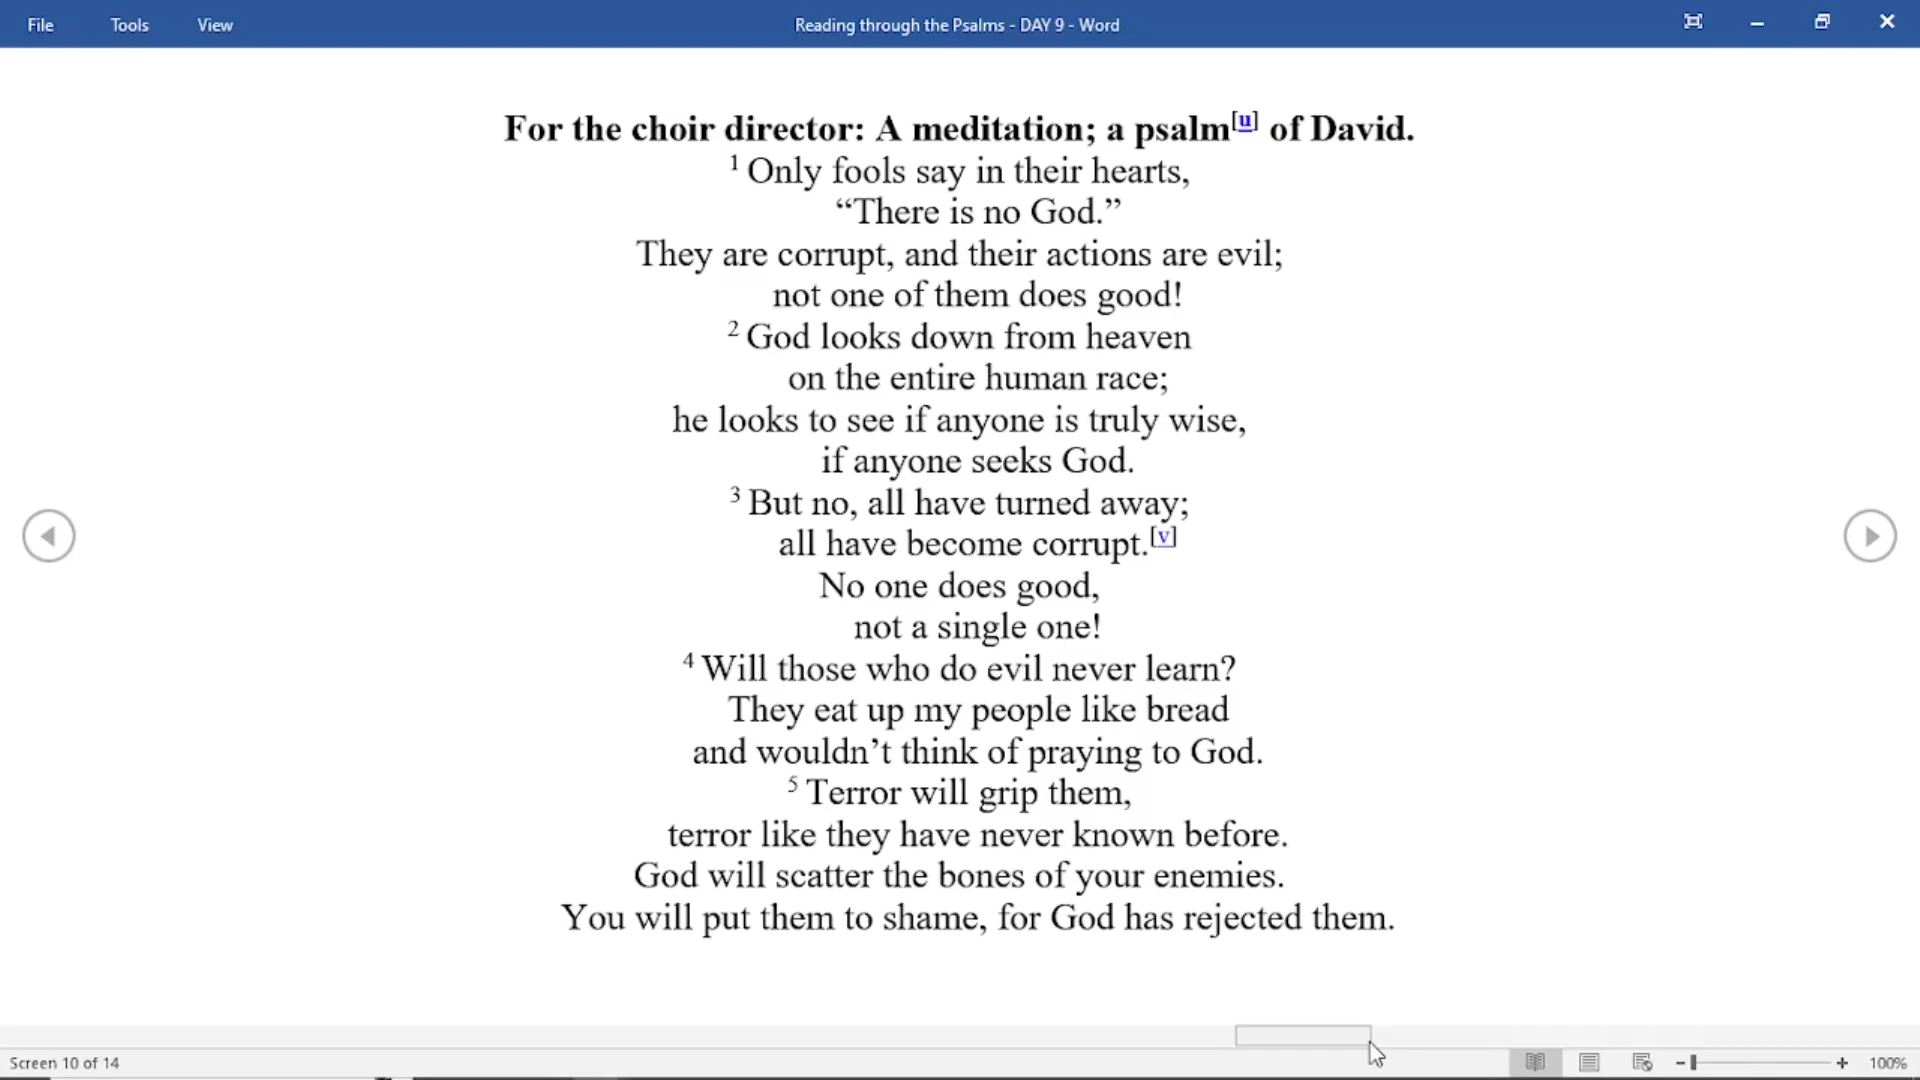 File Tools View Reading through the Psalms - DAY 9 - Word
For the choir director: A meditation; a psalm[u] of David.
1 Only fools say in their hearts,
“There is no God.”
They are corrupt, and their actions are evil;
not one of them does good!
2 God looks down from heaven
on the entire human race;
he looks to see if anyone is truly wise,
if anyone seeks God.
3 But no, all have turned away;
all have become corrupt.[v]
No one does good,
not a single one!
4 Will those who do evil never learn?
They eat up my people like bread
and wouldn’t think of praying to God.
5 Terror will grip them,
terror like they have never known before.
God will scatter the bones of your enemies.
You will put them to shame, for God has rejected them.
Screen 10 of 14 100%